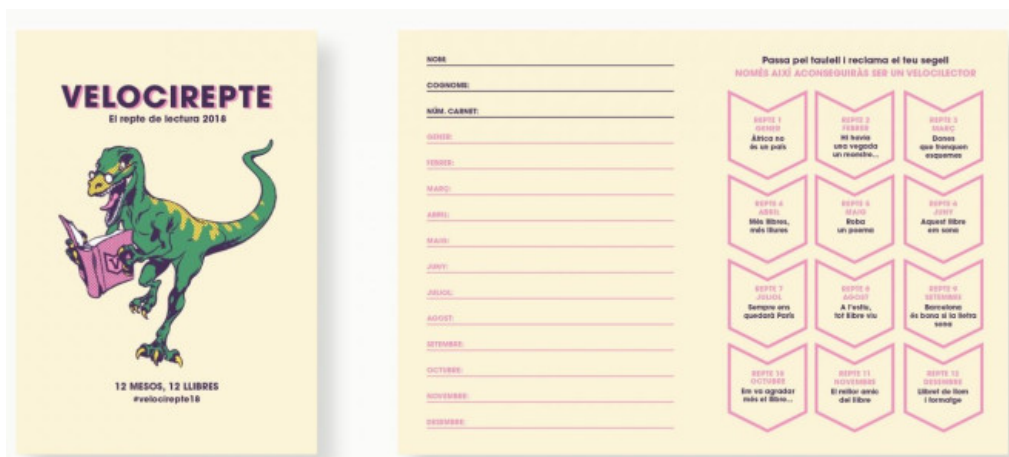 VELOCIREPTE
El repte de lectura 2018
V
12 MESOS, 12 LLIBRES
#velocirepte18
NOM:
COGNOMS:
NÚM. CARNET:
GENER:
FEBRER:
MARÇ:
ABRIL:
MAIG:
JUNY:
JULIOL:
AGOST:
SETEMBRE:
OCTUBRE:
NOVEMBRE:
DESEMBRE:
Passa pel taulell i reclama el teu segell
NOMÉS AIXÍ ACONSEGUIRÀS SER UN VELOCILECTOR
REPTE 1
GENER
Àfrica no
és un país
REPTE 2
FEBRER
Hi havia
una vegada
un monstre...
REPTE 3
MARÇ
Dones
que trenquen
esquemes
REPTE 4
ABRIL
Més llibres,
més lliures
REPTE 5
MAIG
Roba
un poema
REPTE 6
JUNY
Aquest llibre
em sona
REPTE 7
JULIOL
Sempre ens
quedarà París
REPTE 8
AGOST
A l'estiu,
tot llibre viu
REPTE 9
SETEMBRE
Barcelona
és bona si la lletra
sona
REPTE 10
OCTUBRE
Em va agradar
més el llibre...
REPTE 11
NOVEMBRE
El millor amic
del llibre
REPTE 12
DESEMBRE
Llibret de llom
i formatge